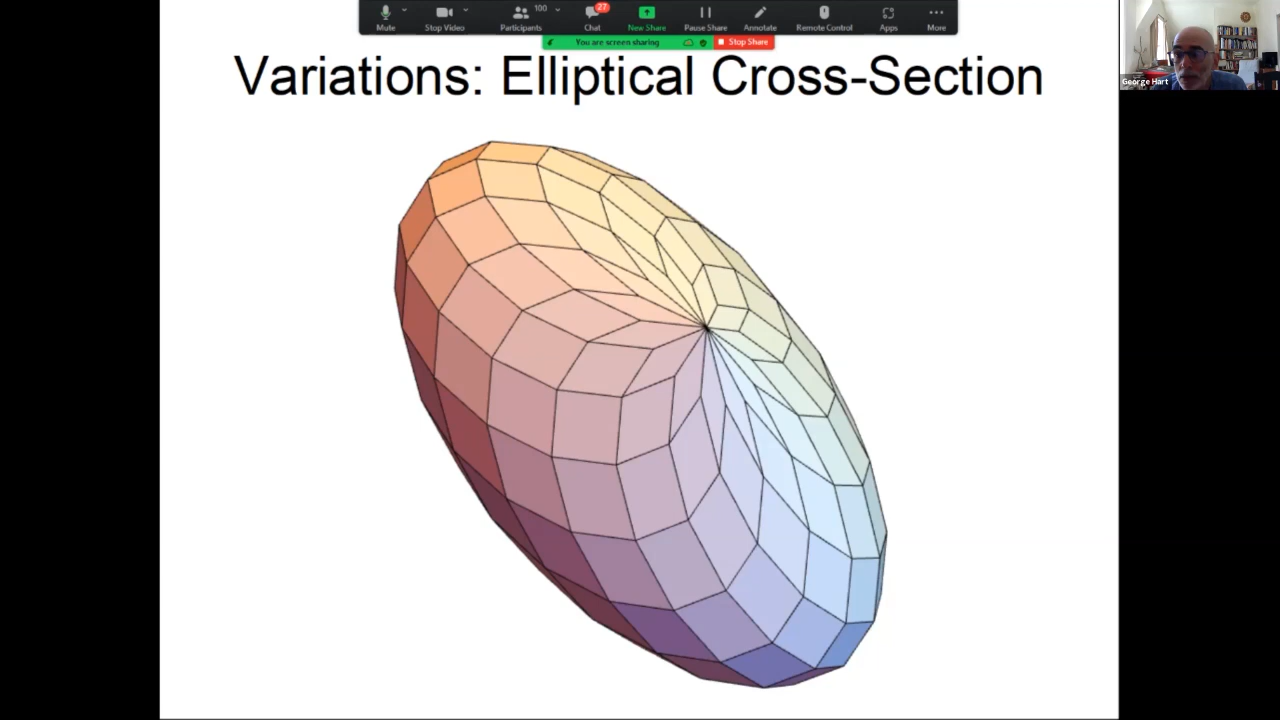 100
27
Mute
Stop Video
Participants
Chat
New Share
Pause Share
Annotate
Remote Control
Apps
More
You are screen sharing
Stop Share
Variations: Elliptical Cross-Section
George Hart